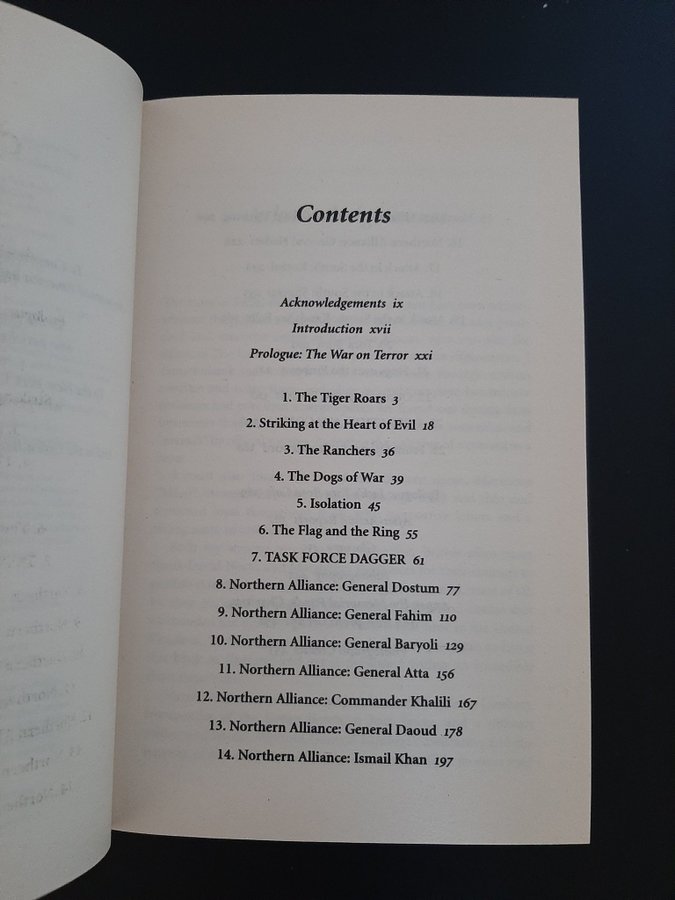 Contents
Acknowledgements ix
Introduction xvii
Prologue: The War on Terror xxi
1. The Tiger Roars 3
2. Striking at the Heart of Evil 18
3. The Ranchers 36
4. The Dogs of War 39
5. Isolation 45
6. The Flag and the Ring 55
7. TASK FORCE DAGGER 61
8. Northern Alliance: General Dostum 77
9. Northern Alliance: General Fahim 110
10. Northern Alliance: General Baryoli 129
11. Northern Alliance: General Atta 156
12. Northern Alliance: Commander Khalili 167
13. Northern Alliance: General Daoud 178
14. Northern Alliance: Ismail Khan 197